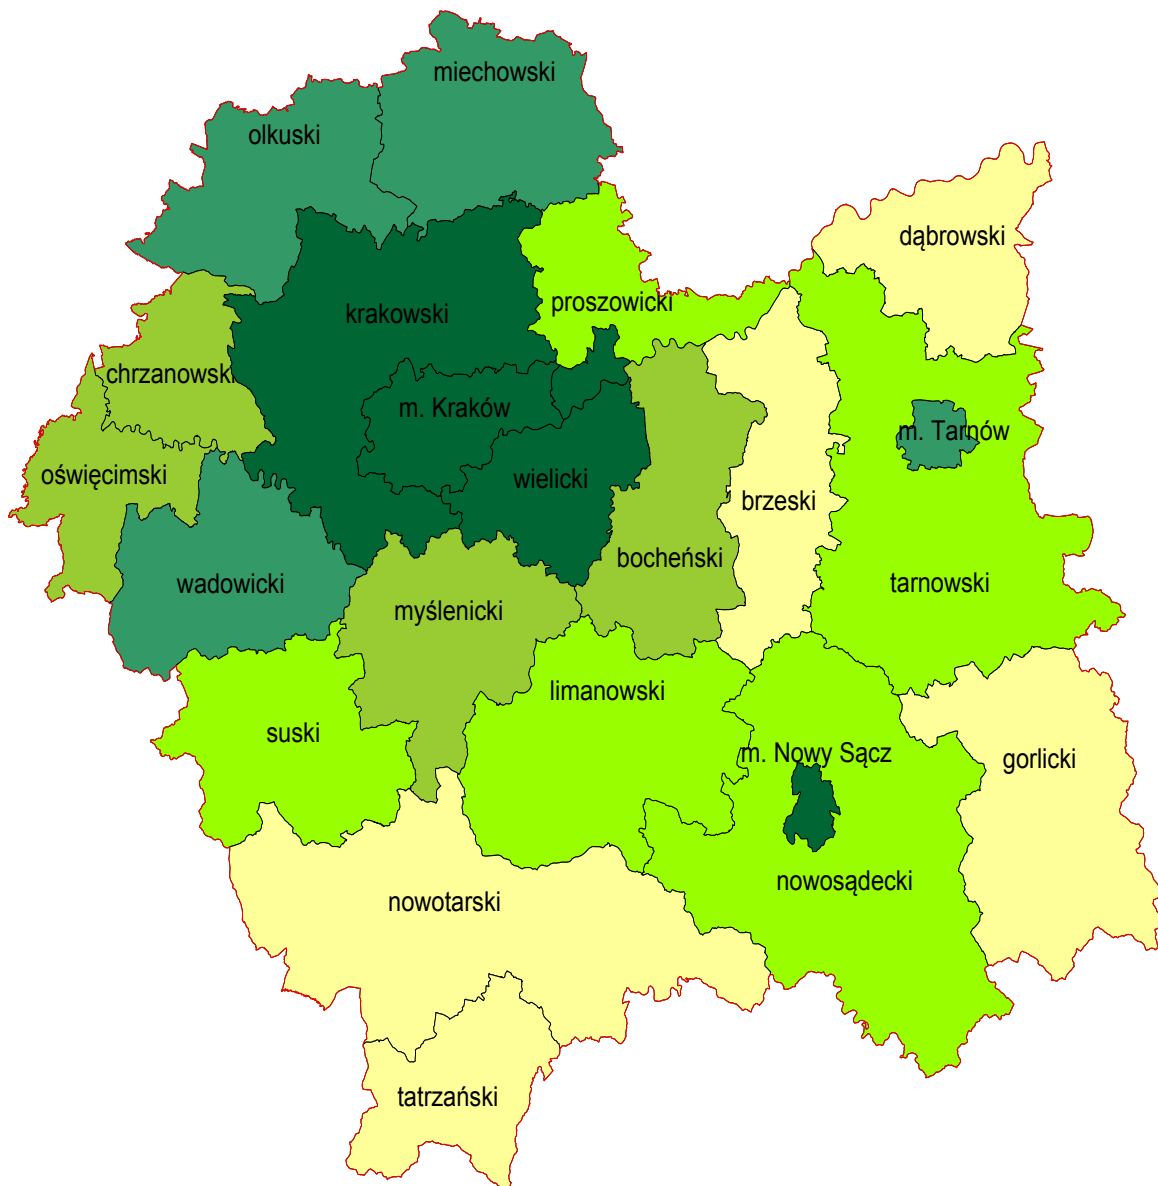 miechowski
olkuski
dąbrowski
proszowicki
krakowski
chrzanowski
m. Kraków
m. Tarnów
oświęcimski
wielicki
brzeski
bocheński
wadowicki
tarnowski
myślenicki
limanowski
suski
m. Nowy Sącz
gorlicki
nowosądecki
nowotarski
tatrzański